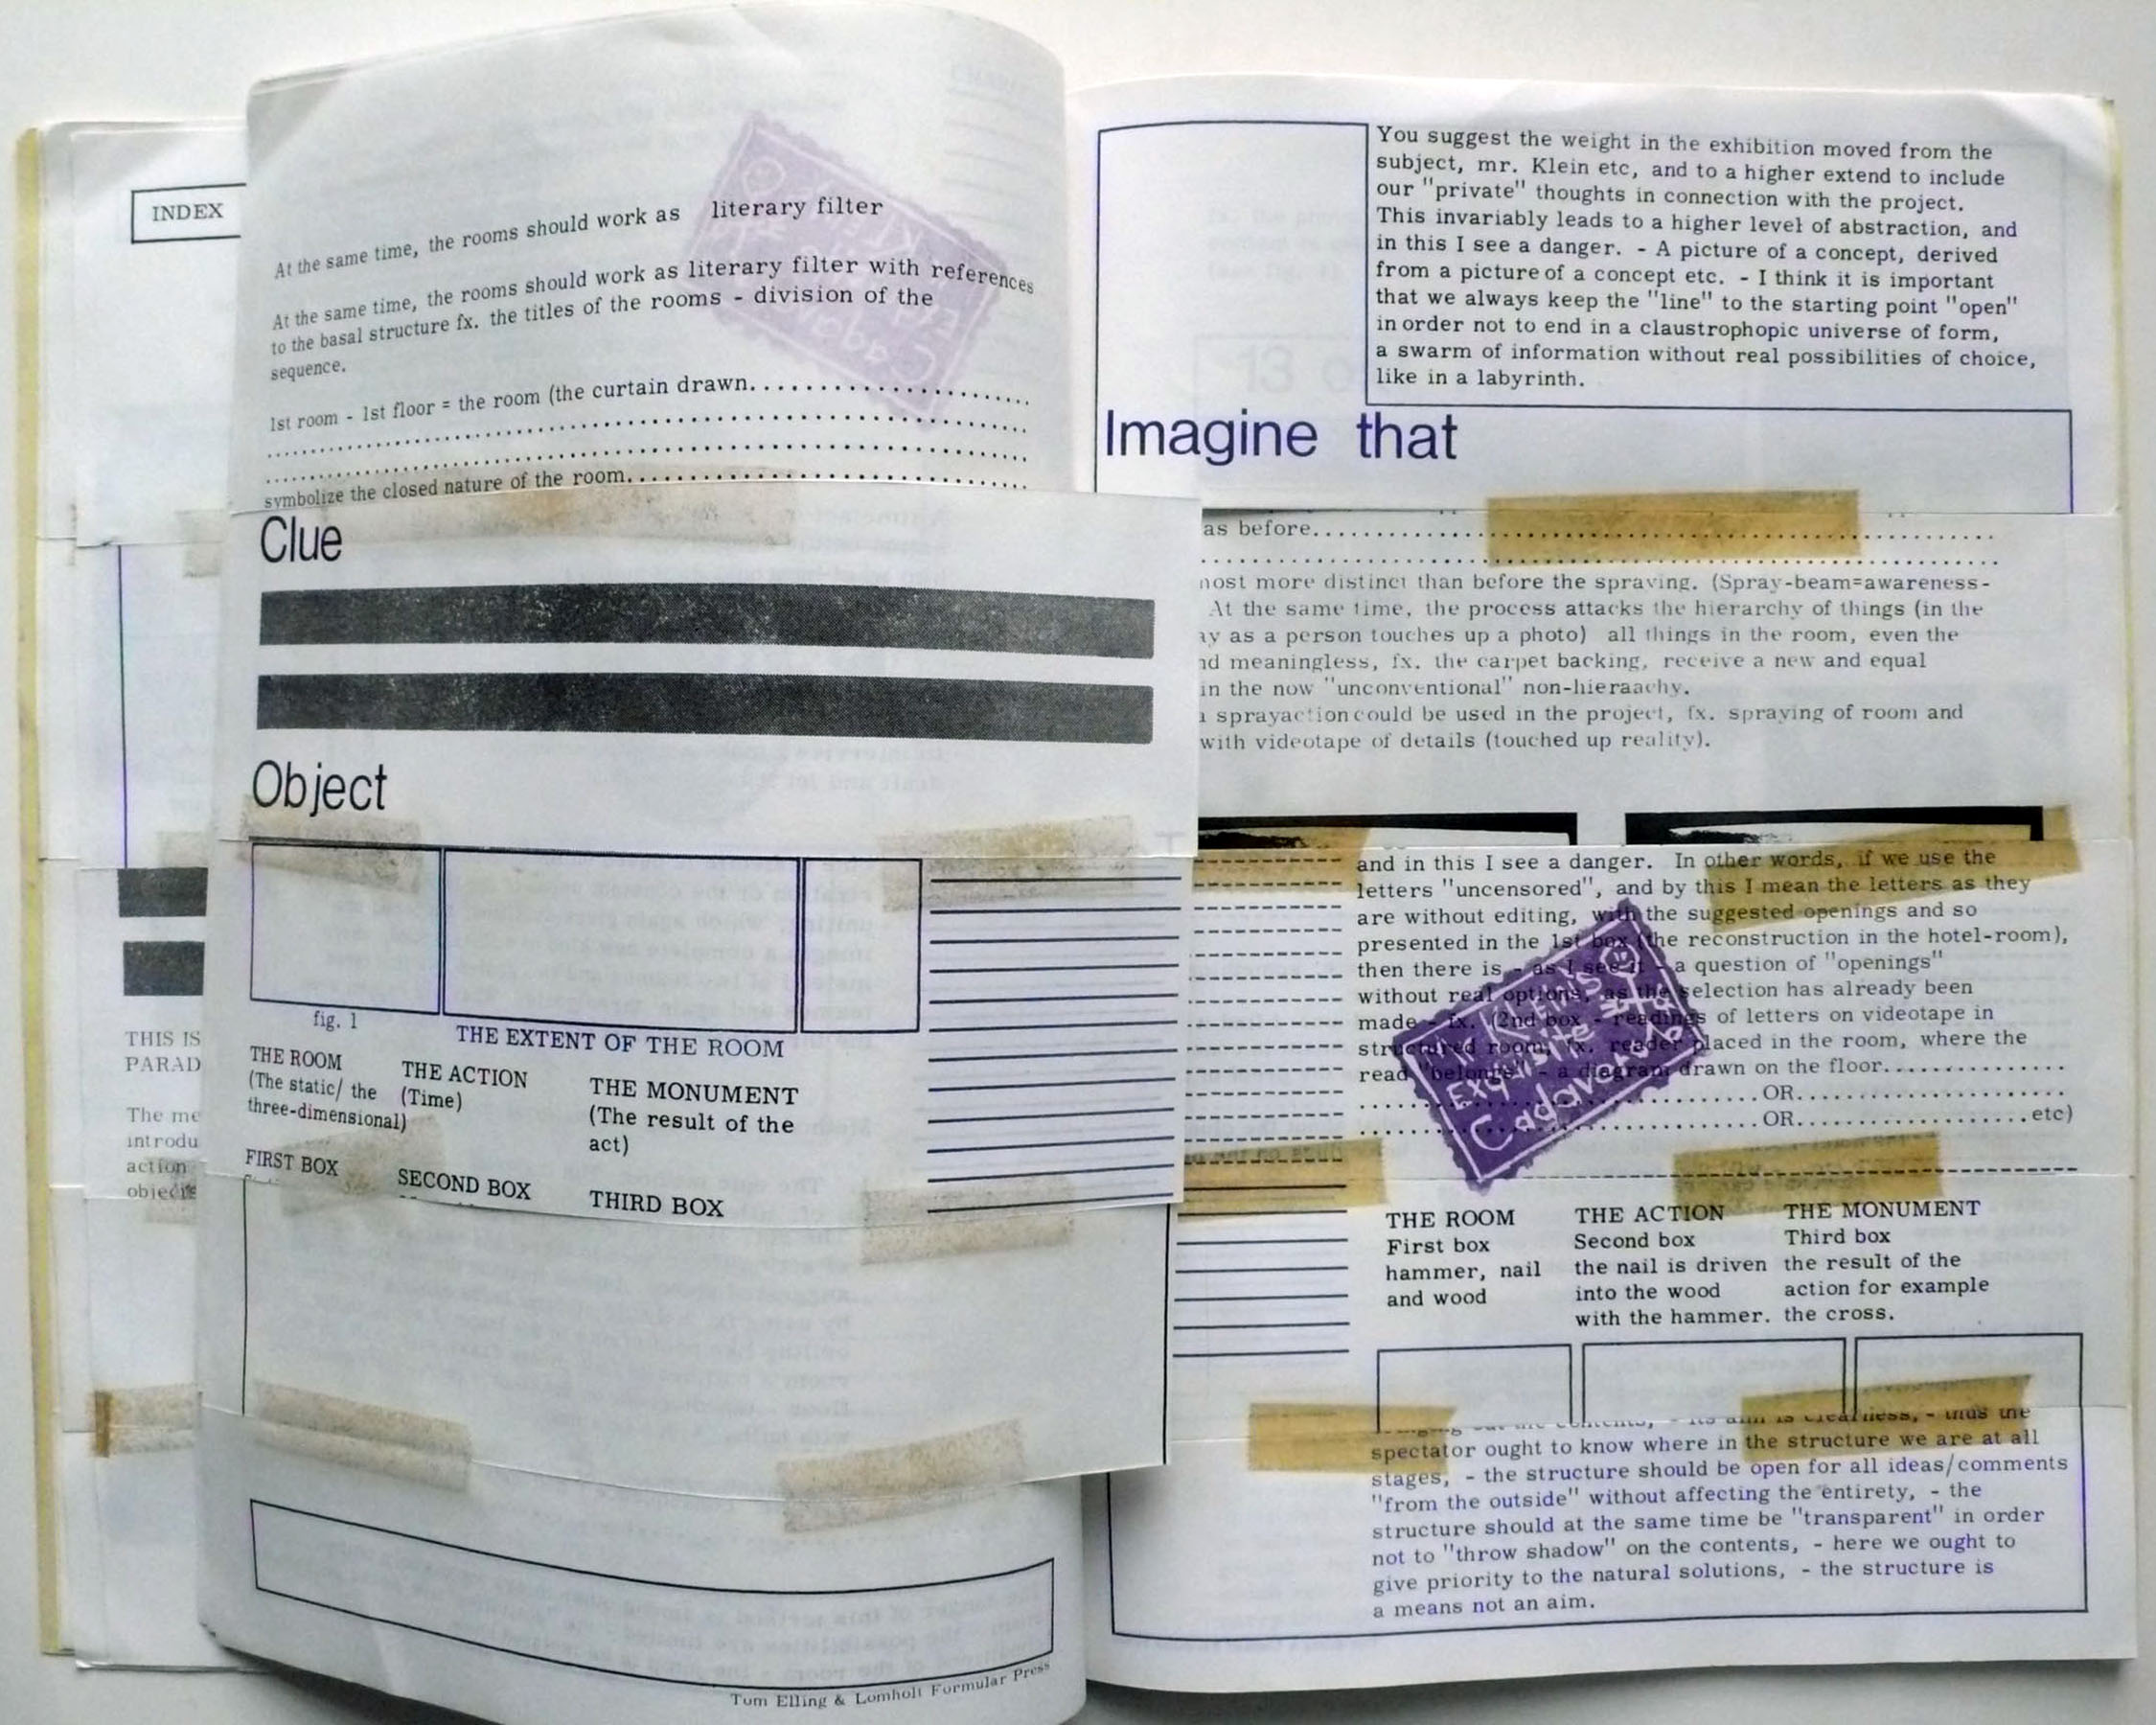 INDEX
THIS IS
PARAD
The me
introdu
action
objects
At the same time, the rooms should work as literary filter
At the same time, the rooms should work as literary filter with references
to the basal structure fx. the titles of the rooms - division of the
sequence.
1st room - 1st floor = the room (the curtain drawn..............................
................................................................................
................................................................................
symbolize the closed nature of the room..........................................
Clue
Object
fig. 1
THE EXTENT OF THE ROOM
THE ROOM
(The static/ the
three-dimensional)
THE ACTION
(Time)
THE MONUMENT
(The result of the
act)
FIRST BOX
SECOND BOX
THIRD BOX
Tom Elling & Lomholt Formular Press
You suggest the weight in the exhibition moved from the
subject, mr. Klein etc, and to a higher extend to include
our "private" thoughts in connection with the project.
This invariably leads to a higher level of abstraction, and
in this I see a danger. - A picture of a concept, derived
from a picture of a concept etc. - I think it is important
that we always keep the "line" to the starting point "open"
in order not to end in a claustrophopic universe of form,
a swarm of information without real possibilities of choice,
like in a labyrinth.
Imagine that
as before.......................................................................
................................................................................
nost more distinct than before the spraving. (Spray-beam=awareness-
At the same time, the process attacks the hierarchy of things (in the
ay as a person touches up a photo) all things in the room, even the
nd meaningless, fx. the carpet backing, receive a new and equal
in the now "unconventional" non-hieraachy.
sprayaction could be used in the project, fx. spraying of room and
with videotape of details (touched up reality).
and in this I see a danger. In other words, if we use the
letters "uncensored", and by this I mean the letters as they
are without editing, with the suggested openings and so
presented in the 1st box (the reconstruction in the hotel-room),
then there is - as I see it - a question of "openings"
without real options, as the selection has already been
made - fx. (2nd box - readings of letters on videotape in
structured room, fx. reader placed in the room, where the
read "belongs" - a diagram drawn on the floor...............
..........................................OR.........................
..........................................OR.....................etc)
This
Exquisite
Cadaver
THE ROOM
First box
hammer, nail
and wood
THE ACTION
Second box
the nail is driven
into the wood
with the hammer.
THE MONUMENT
Third box
the result of the
action for example
the cross.
contents, - its aim is clearness, - thus the
spectator ought to know where in the structure we are at all
stages, - the structure should be open for all ideas/comments
"from the outside" without affecting the entirety, - the
structure should at the same time be "transparent" in order
not to "throw shadow" on the contents, - here we ought to
give priority to the natural solutions, - the structure is
a means not an aim.